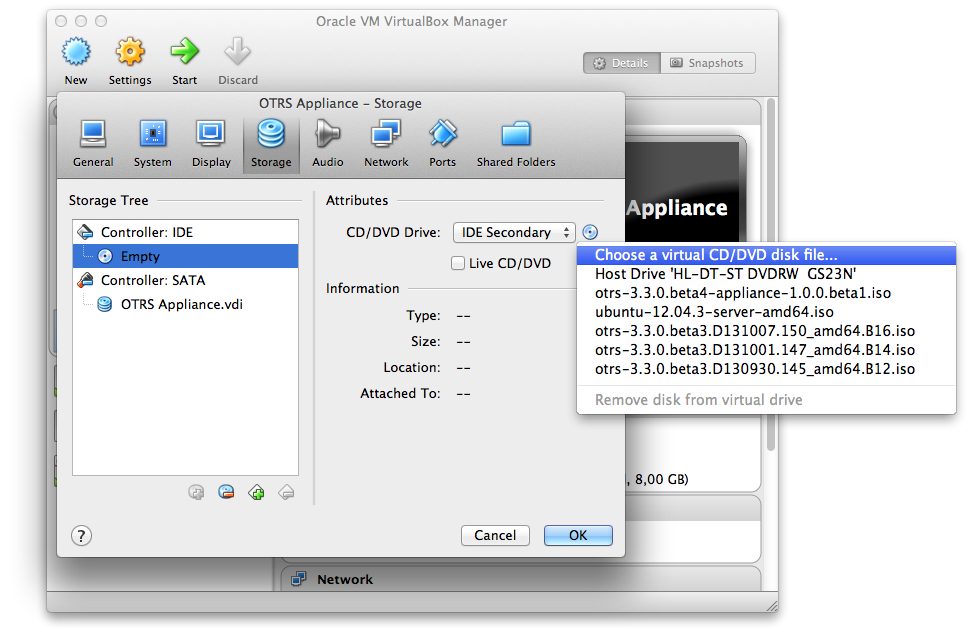 Oracle VM VirtualBox Manager
New
Settings
Start
Discard
Details
Snapshots
OTRS Appliance – Storage
General
System
Display
Storage
Audio
Network
Ports
Shared Folders
Storage Tree
Controller: IDE
Empty
Controller: SATA
OTRS Appliance.vdi
Attributes
CD/DVD Drive:
IDE Secondary
Live CD/DVD
Information
Type: --
Size: --
Location: --
Attached To: --
Appliance
Choose a virtual CD/DVD disk file...
Host Drive 'HL-DT-ST DVDRW  GS23N'
otrs-3.3.0.beta4-appliance-1.0.0.beta1.iso
ubuntu-12.04.3-server-amd64.iso
otrs-3.3.0.beta3.D131007.150_amd64.B16.iso
otrs-3.3.0.beta3.D131001.147_amd64.B14.iso
otrs-3.3.0.beta3.D130930.145_amd64.B12.iso
Remove disk from virtual drive
, 8,00 GB)
?
Cancel
OK
Network